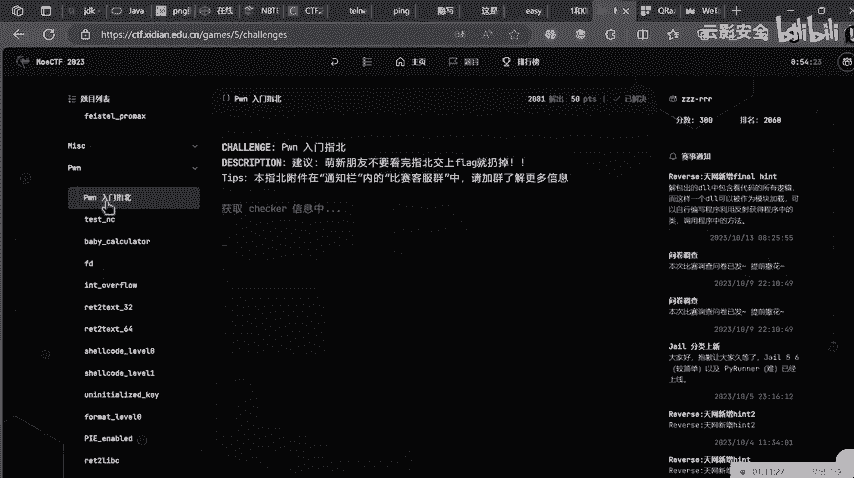 jdk
Java
png
在线
NBT
CTF
telne
ping
隐写
这是
easy
QiRa
We
https://ctf.xidian.edu.cn/games/5/challenges
云影安全
bilibili
MoeCTF 2023
主页
题目
排行榜
0:54:23
题目列表
feistel_promax
Misc
Pwn
Pwn 入门指北
test_nc
baby_calculator
fd
int_overflow
ret2text_32
ret2text_64
shellcode_level0
shellcode_level1
uninitialized_key
format_level0
PIE_enabled
ret2libc
Pwn 入门指北
2081 解出 50 pts | 已解决
CHALLENGE: Pwn 入门指北
DESCRIPTION: 建议: 萌新朋友不要看完指北交上flag就扔掉!!
Tips: 本指北附件在“通知栏”内的“比赛客服群”中, 请加群了解更多信息
获取 checker 信息中...
zzz-rrr
分数: 300 排名: 2060
赛事通知
Reverse:天网新增final hint
解包出的dll中包含着代码的所有逻辑,
而这样一个dll可以被作为模块加载, 可
以自行编写程序利用反射获得程序中的
类, 调用程序中的方法。
2023/10/13 08:25:55
问卷调查
本次比赛调查问卷已发~ 提前撒花~
2023/10/9 22:10:49
问卷调查
本次比赛调查问卷已发~ 提前撒花~
2023/10/9 22:10:49
Jail 分类上新
大家好, 抱歉让大家久等了, Jail 5 6
(较简单) 以及 PyRunner (难) 已经
上线。
2023/10/5 23:16:12
Reverse:天网新增hint2
Reverse:天网新增hint2
2023/10/4 11:34:01
Reverse:天网新增hint
Reverse:天网新增hint